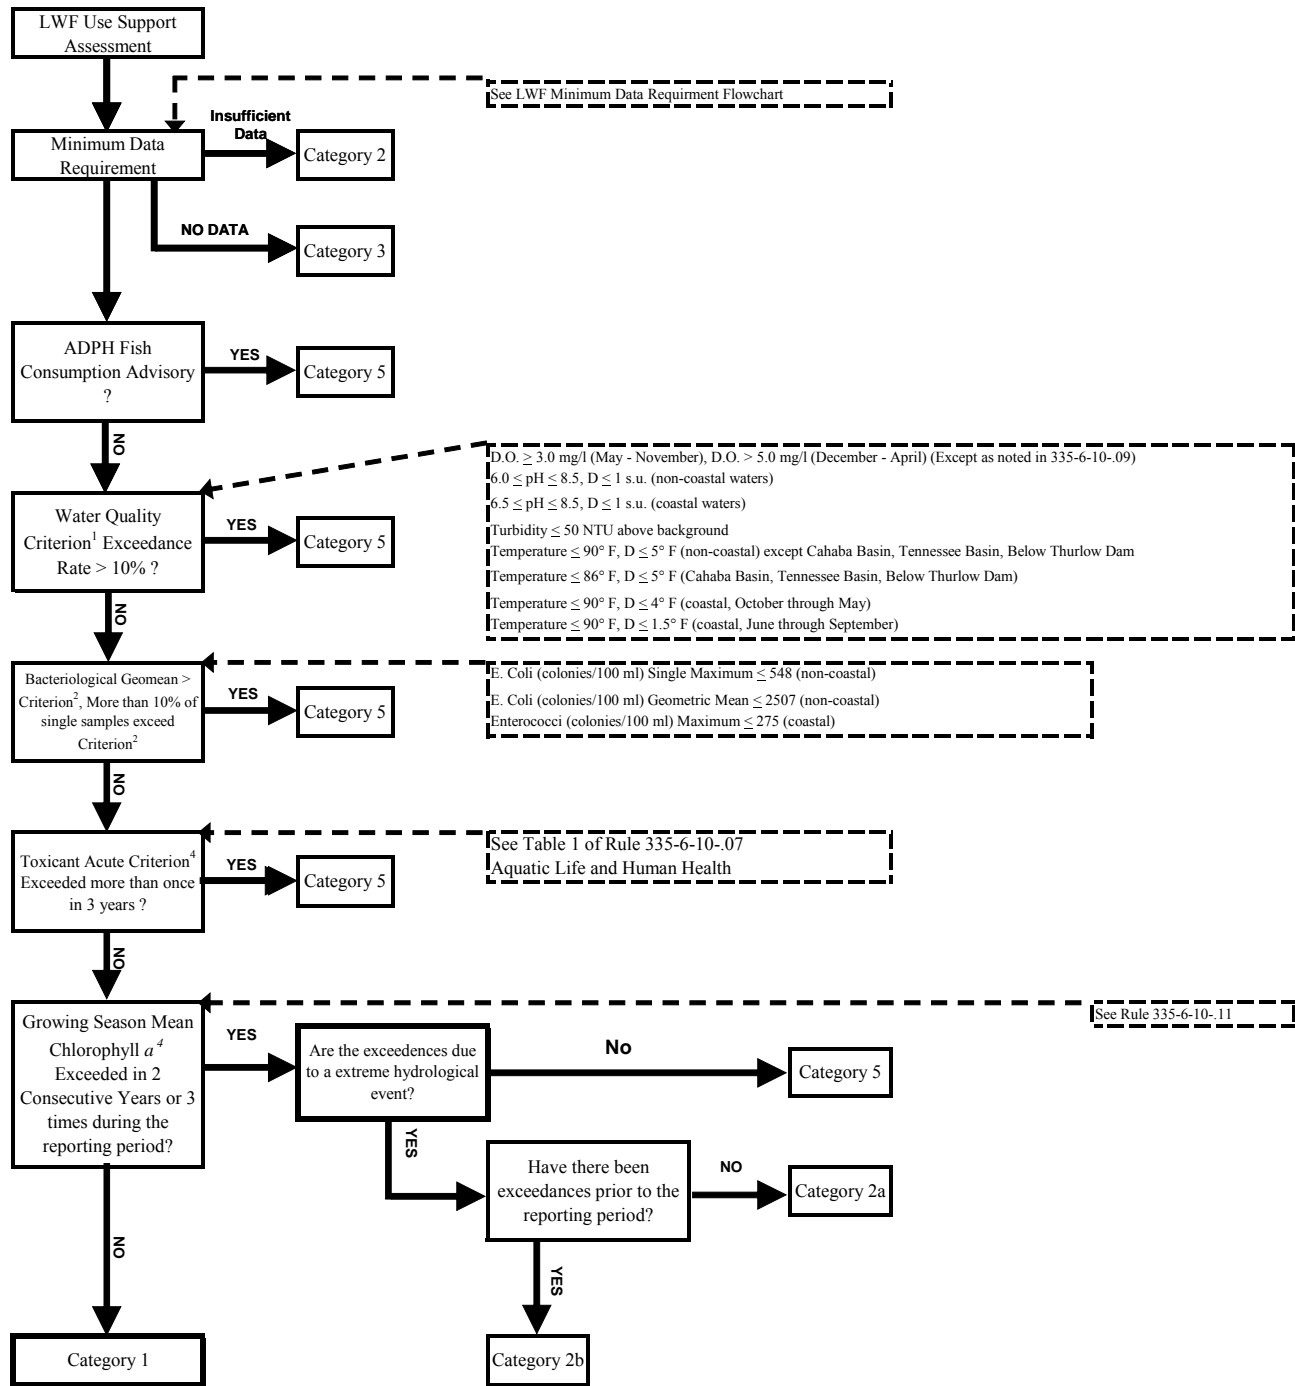 LWF Use Support
Assessment
See LWF Minimum Data Requirment Flowchart
Insufficient
Data
Minimum Data
Requirement
Category 2
NO DATA
Category 3
ADPH Fish
Consumption Advisory
?
YES
Category 5
NO
D.O. ≥ 3.0 mg/l (May - November), D.O. > 5.0 mg/l (December - April) (Except as noted in 335-6-10-.09)
6.0 ≤ pH ≤ 8.5, D ≤ 1 s.u. (non-coastal waters)
6.5 ≤ pH ≤ 8.5, D ≤ 1 s.u. (coastal waters)
Turbidity ≤ 50 NTU above background
Temperature ≤ 90° F, D ≤ 5° F (non-coastal) except Cahaba Basin, Tennessee Basin, Below Thurlow Dam
Temperature ≤ 86° F, D ≤ 5° F (Cahaba Basin, Tennessee Basin, Below Thurlow Dam)
Temperature ≤ 90° F, D ≤ 4° F (coastal, October through May)
Temperature ≤ 90° F, D ≤ 1.5° F (coastal, June through September)
Water Quality
Criterion¹ Exceedance
Rate > 10% ?
YES
Category 5
NO
Bacteriological Geomean >
Criterion², More than 10% of
single samples exceed
Criterion²
YES
Category 5
E. Coli (colonies/100 ml) Single Maximum ≤ 548 (non-coastal)
E. Coli (colonies/100 ml) Geometric Mean ≤ 2507 (non-coastal)
Enterococci (colonies/100 ml) Maximum ≤ 275 (coastal)
NO
Toxicant Acute Criterion⁴
Exceeded more than once
in 3 years ?
YES
Category 5
See Table 1 of Rule 335-6-10-.07
Aquatic Life and Human Health
NO
See Rule 335-6-10-.11
Growing Season Mean
Chlorophyll a⁴
Exceeded in 2
Consecutive Years or 3
times during the
reporting period?
YES
Are the exceedences due
to a extreme hydrological
event?
No
Category 5
YES
Have there been
exceedances prior to the
reporting period?
NO
Category 2a
NO
YES
Category 1
Category 2b